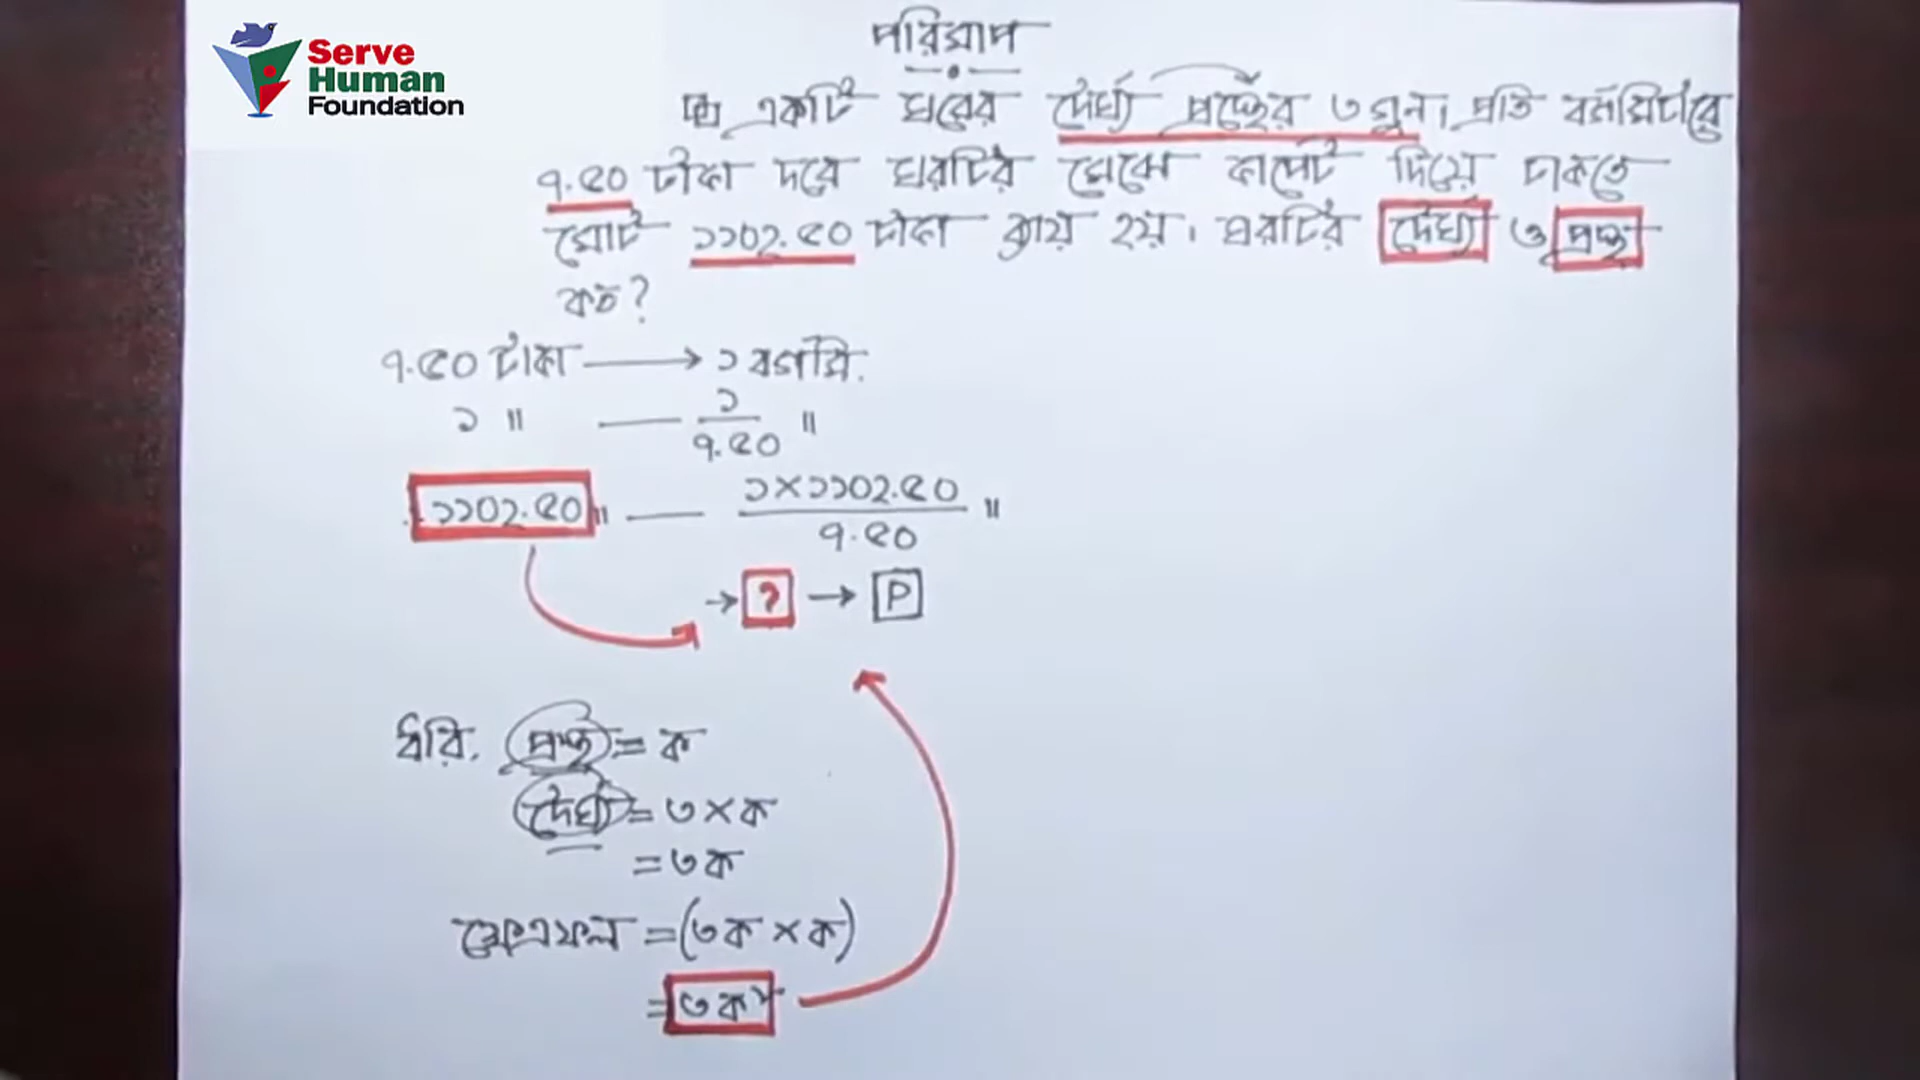 Serve
Human
Foundation
পরিমাপ
একটি ঘরের দৈর্ঘ্য প্রস্থের ৩ গুন। প্রতি বর্গমিটারে
৭.৫০ টাকা দরে ঘরটির মেঝে কার্পেট দিয়ে ঢাকতে
মোট ১১০২.৫০ টাকা ব্যয় হয়। ঘরটির দৈর্ঘ্য ও প্রস্থ
কত?
৭.৫০ টাকা → ১ বর্গমি.
১ " — ১/৭.৫০ "
১১০২.৫০ " — ১×১১০২.৫০/৭.৫০ "
→ ? → P
ধরি. প্রস্থ = ক
দৈর্ঘ্য = ৩×ক
= ৩ক
ক্ষেত্রফল = (৩ক × ক)
= ৩ক²